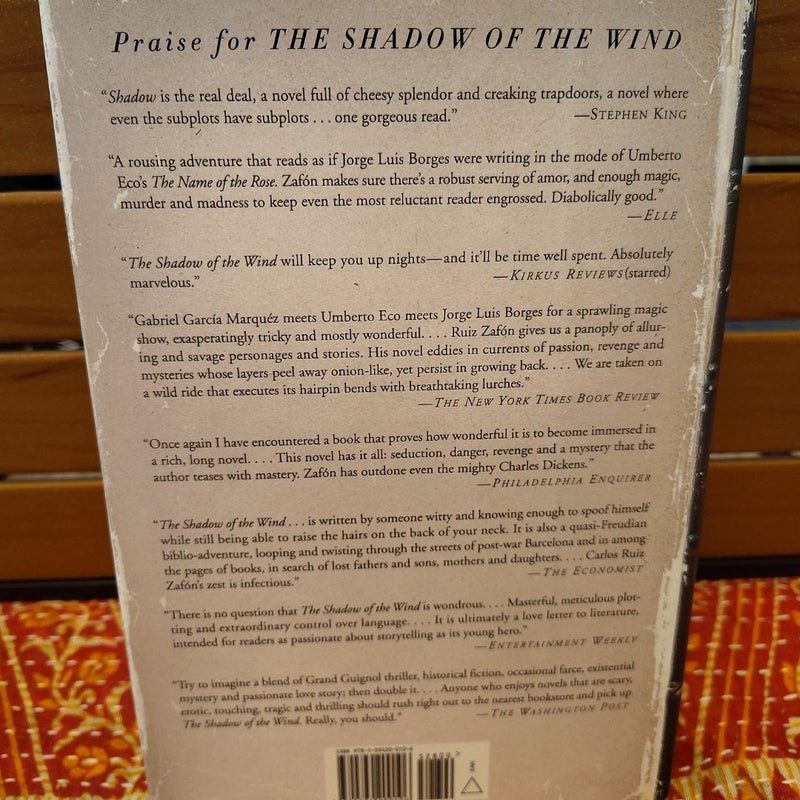 Praise for THE SHADOW OF THE WIND
“Shadow is the real deal, a novel full of cheesy splendor and creaking trapdoors, a novel where
even the subplots have subplots . . . one gorgeous read.” —STEPHEN KING
“A rousing adventure that reads as if Jorge Luis Borges were writing in the mode of Umberto
Eco’s The Name of the Rose. Zafón makes sure there’s a robust serving of amor, and enough magic,
murder and madness to keep even the most reluctant reader engrossed. Diabolically good.”
—ELLE
“The Shadow of the Wind will keep you up nights—and it’ll be time well spent. Absolutely
marvelous.” —KIRKUS REVIEWS (starred)
“Gabriel García Marquéz meets Umberto Eco meets Jorge Luis Borges for a sprawling magic
show, exasperatingly tricky and mostly wonderful. . . . Ruiz Zafón gives us a panoply of allur-
ing and savage personages and stories. His novel eddies in currents of passion, revenge and
mysteries whose layers peel away onion-like, yet persist in growing back. . . . We are taken on
a wild ride that executes its hairpin bends with breathtaking lurches.”
—THE NEW YORK TIMES BOOK REVIEW
“Once again I have encountered a book that proves how wonderful it is to become immersed in
a rich, long novel. . . . This novel has it all: seduction, danger, revenge and a mystery that the
author teases with mastery. Zafón has outdone even the mighty Charles Dickens.”
—PHILADELPHIA ENQUIRER
“The Shadow of the Wind . . . is written by someone witty and knowing enough to spoof himself
while still being able to raise the hairs on the back of your neck. It is also a quasi-Freudian
biblio-adventure, looping and twisting through the streets of post-war Barcelona and in among
the pages of books, in search of lost fathers and sons, mothers and daughters. . . . Carlos Ruiz
Zafón’s zest is infectious.” —THE ECONOMIST
“There is no question that The Shadow of the Wind is wondrous. . . . Masterful, meticulous plot-
ting and extraordinary control over language. . . . It is ultimately a love letter to literature,
intended for readers as passionate about storytelling as its young hero.”
—ENTERTAINMENT WEEKLY
“Try to imagine a blend of Grand Guignol thriller, historical fiction, occasional farce, existential
mystery and passionate love story; then double it. . . . Anyone who enjoys novels that are scary,
erotic, touching, tragic and thrilling should rush right out to the nearest bookstore and pick up
The Shadow of the Wind. Really, you should.” —THE WASHINGTON POST
ISBN 978-1-59420-010-6
52800 >